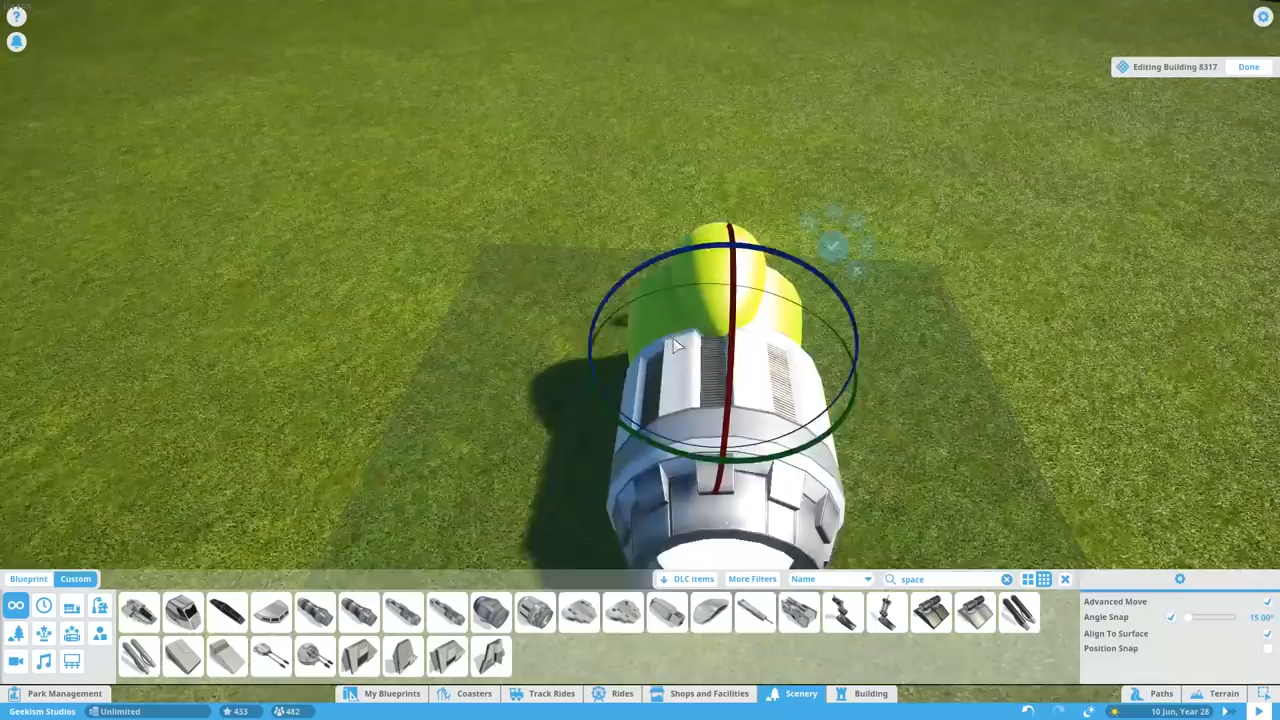 ?
Editing Building 8317 Done
Blueprint Custom
DLC items More Filters Name space
Advanced Move
Angle Snap 15.00°
Align To Surface
Position Snap
Park Management My Blueprints Coasters Track Rides Rides Shops and Facilities Scenery Building Paths Terrain
Geekism Studios Unlimited 433 482 10 Jun, Year 28